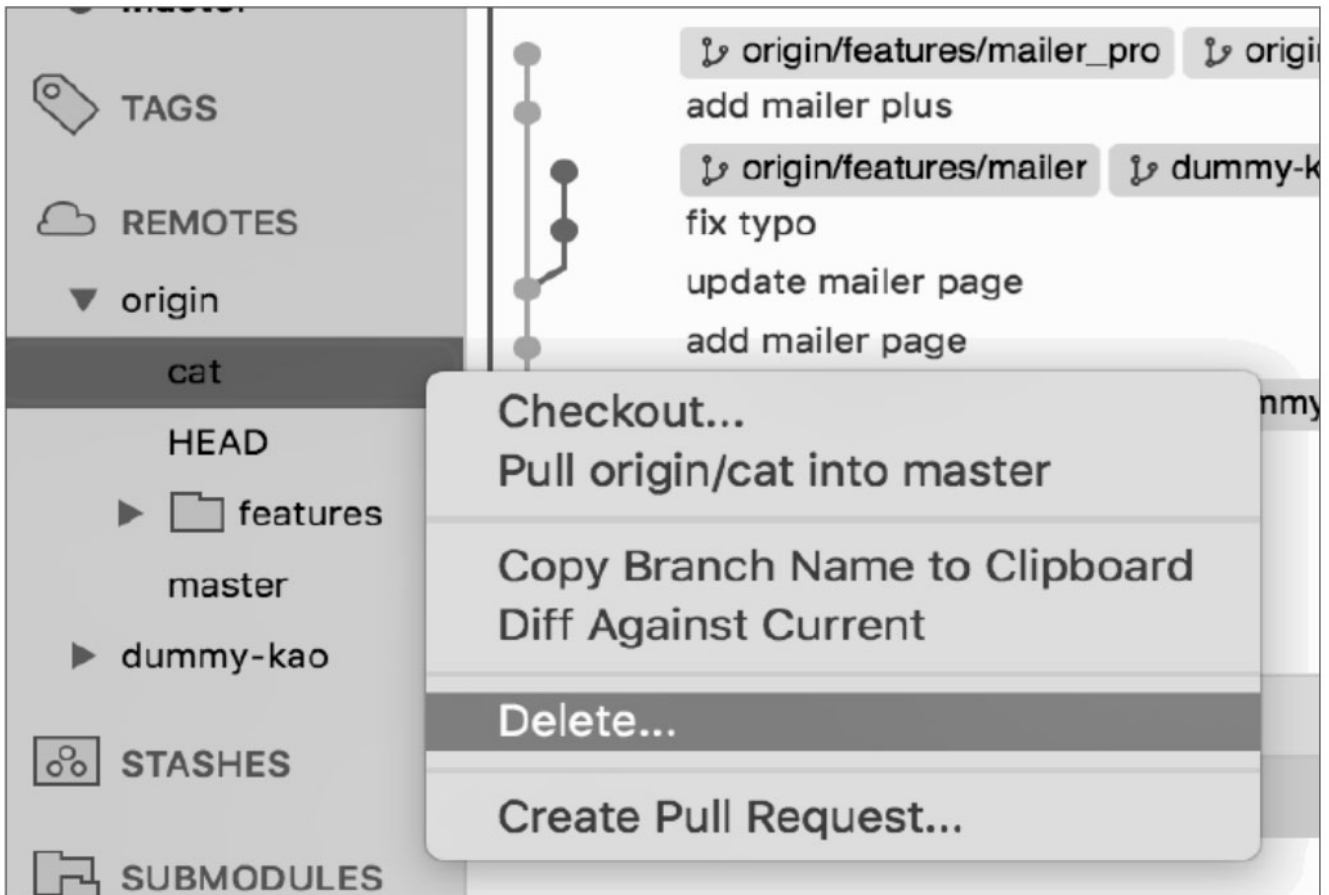 master
TAGS
REMOTES
origin
cat
HEAD
features
master
dummy-kao
STASHES
SUBMODULES
origin/features/mailer_pro
add mailer plus
origin/features/mailer
fix typo
update mailer page
add mailer page
Checkout...
Pull origin/cat into master
Copy Branch Name to Clipboard
Diff Against Current
Delete...
Create Pull Request...